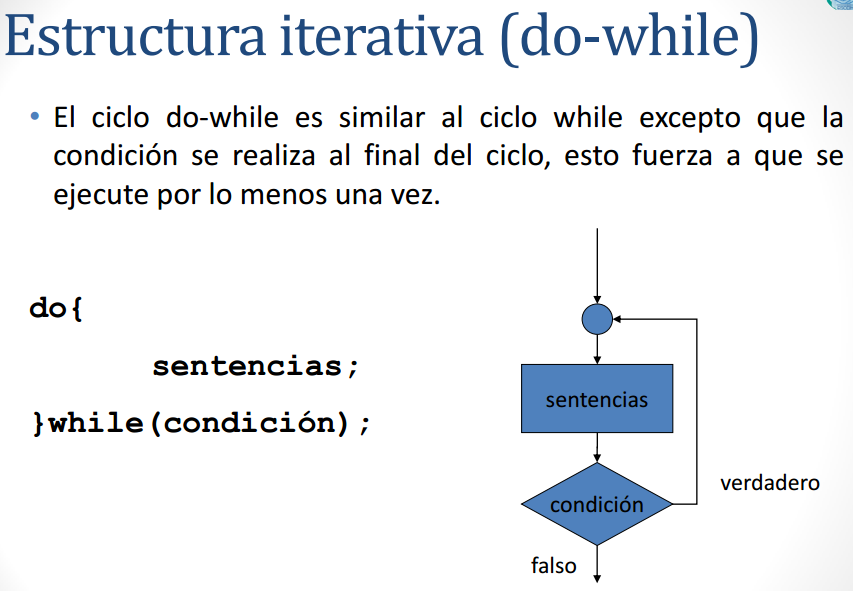 Estructura iterativa (do-while)
• El ciclo do-while es similar al ciclo while excepto que la
condición se realiza al final del ciclo, esto fuerza a que se
ejecute por lo menos una vez.
do{
sentencias;
}while(condición);
sentencias
condición
verdadero
falso